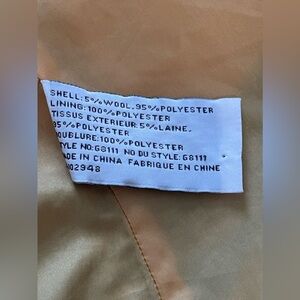 SHELL:5%WOOL,95%POLYESTER
LINING:100%POLYESTER
TISSUS EXTERIEUR:5%LAINE,
95%POLYESTER
DOUBLURE:100%POLYESTER
STYLE NO:68111 NO DU STYLE:68111
MADE IN CHINA FABRIQUE EN CHINE
02948